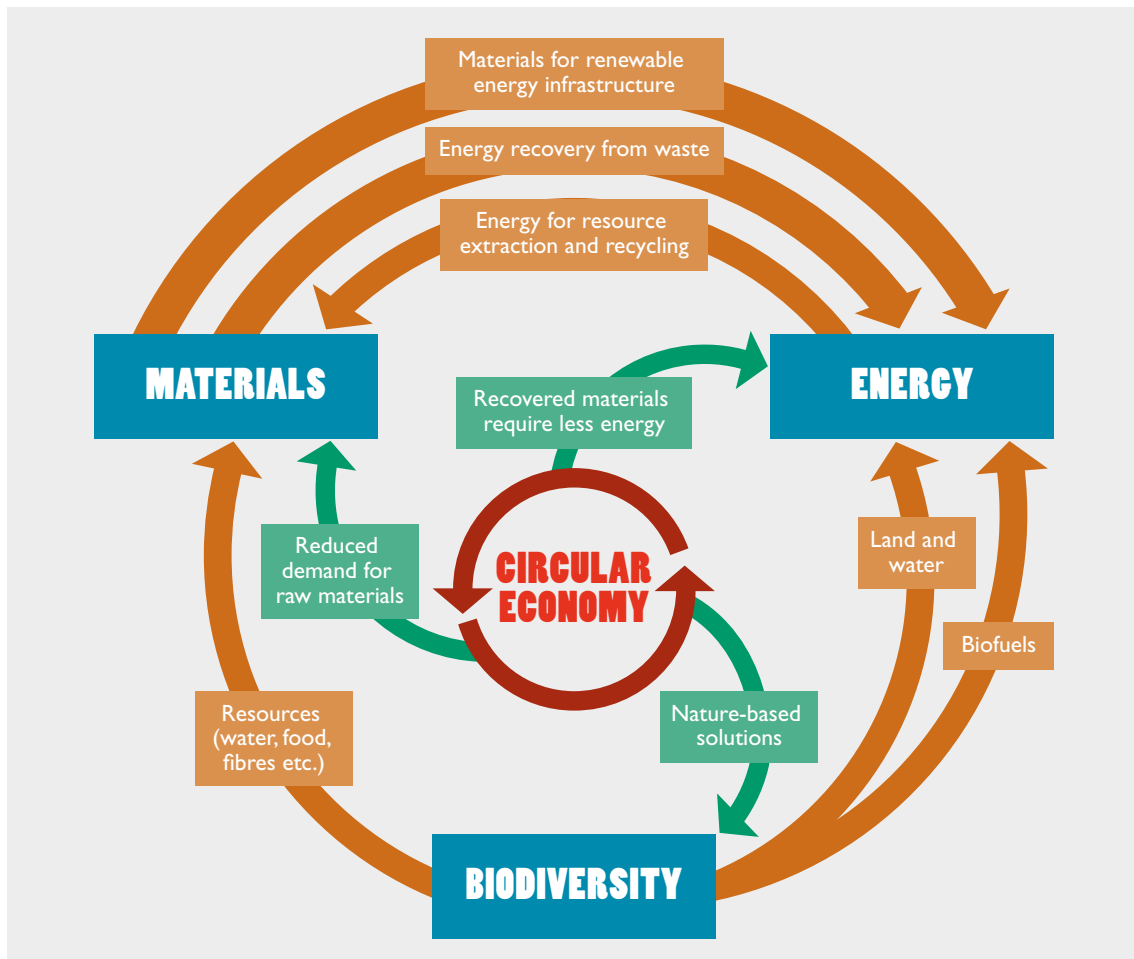 Materials for renewable
energy infrastructure
Energy recovery from waste
Energy for resource
extraction and recycling
MATERIALS
ENERGY
Recovered materials
require less energy
Reduced
demand for
raw materials
CIRCULAR
ECONOMY
Land and
water
Biofuels
Resources
(water, food,
fibres etc.)
Nature-based
solutions
BIODIVERSITY